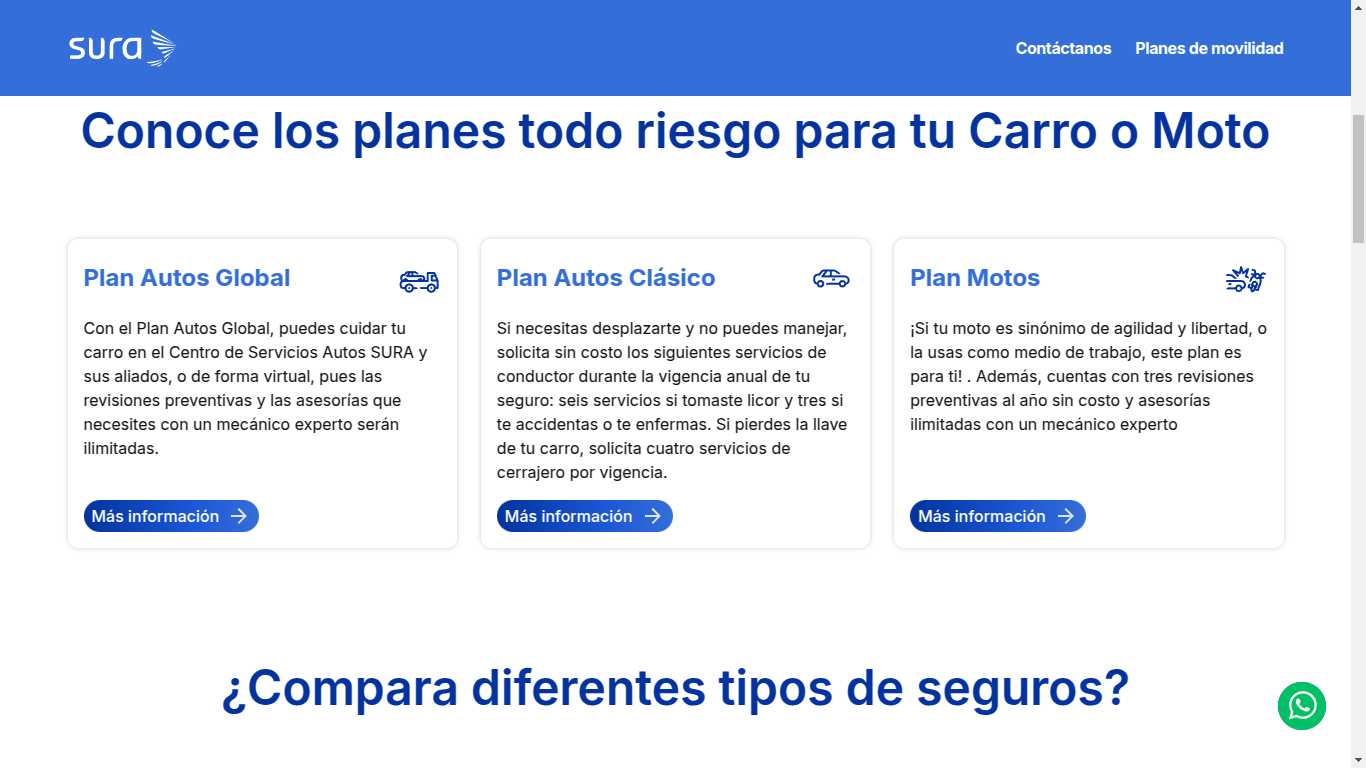 sura
Contáctanos
Planes de movilidad
Conoce los planes todo riesgo para tu Carro o Moto
Plan Autos Global
Con el Plan Autos Global, puedes cuidar tu
carro en el Centro de Servicios Autos SURA y
sus aliados, o de forma virtual, pues las
revisiones preventivas y las asesorías que
necesites con un mecánico experto serán
ilimitadas.
Más información
Plan Autos Clásico
Si necesitas desplazarte y no puedes manejar,
solicita sin costo los siguientes servicios de
conductor durante la vigencia anual de tu
seguro: seis servicios si tomaste licor y tres si
te accidentas o te enfermas. Si pierdes la llave
de tu carro, solicita cuatro servicios de
cerrajero por vigencia.
Más información
Plan Motos
¡Si tu moto es sinónimo de agilidad y libertad, o
la usas como medio de trabajo, este plan es
para ti! . Además, cuentas con tres revisiones
preventivas al año sin costo y asesorías
ilimitadas con un mecánico experto
Más información
¿Compara diferentes tipos de seguros?